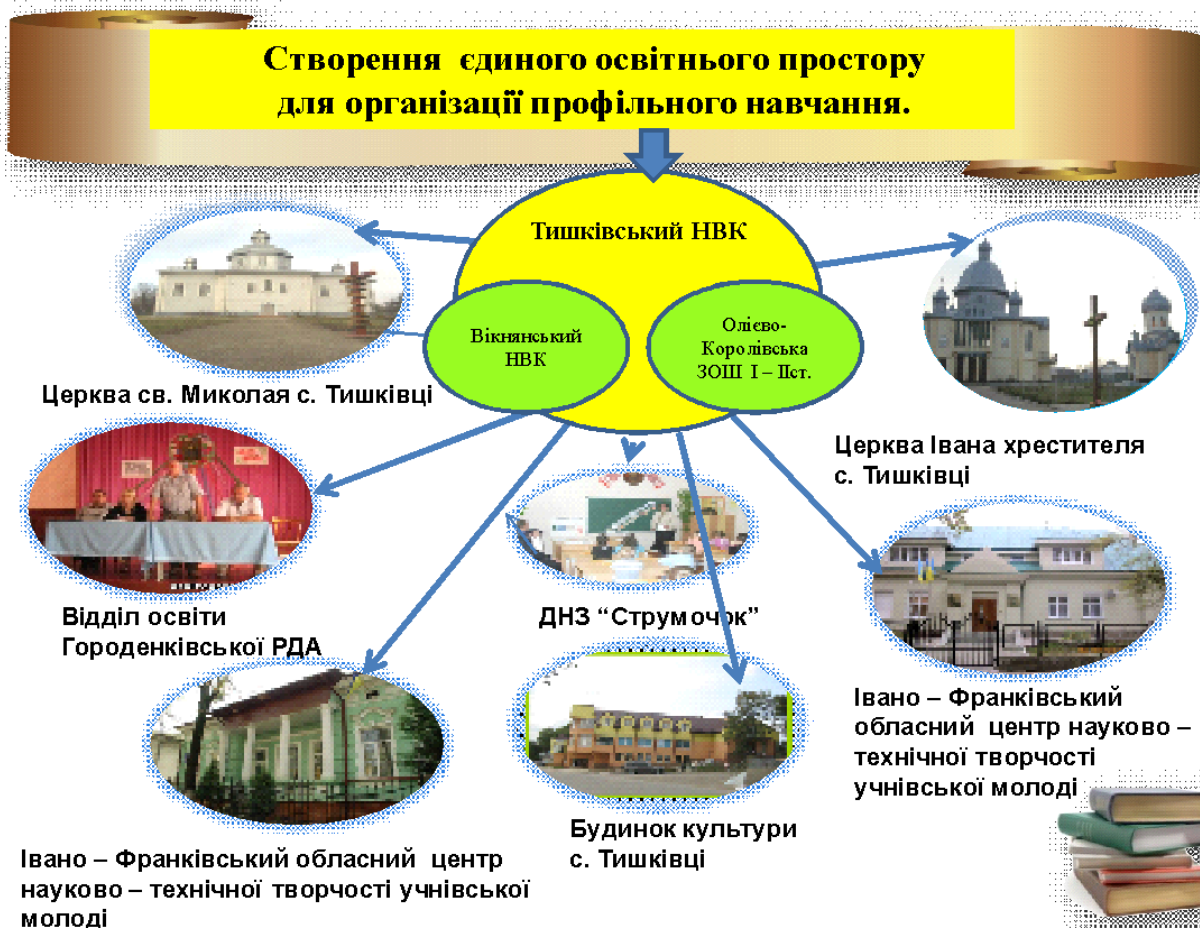 Створення єдиного освітнього простору
для організації профільного навчання.
Тишківський НВК
Вікнянський
НВК
Олієво-
Королівська
ЗОШ І – ІІст.
Церква св. Миколая с. Тишківці
Церква Івана хрестителя
с. Тишківці
Відділ освіти
Городенківської РДА
ДНЗ “Струмочок”
Івано – Франківський
обласний центр науково –
технічної творчості
учнівської молоді
Будинок культури
с. Тишківці
Івано – Франківський обласний центр
науково – технічної творчості учнівської
молоді